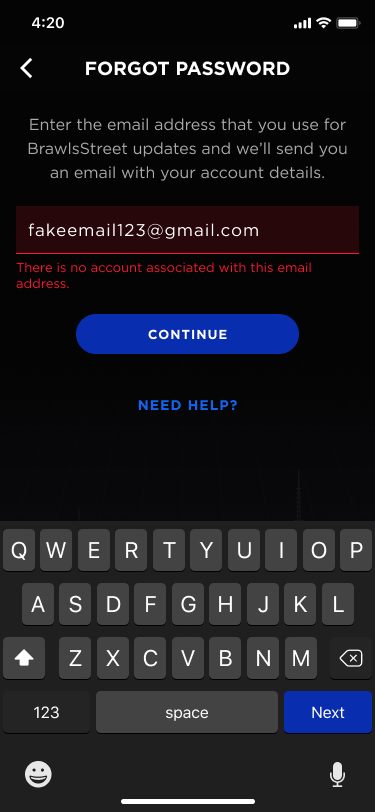 4:20
FORGOT PASSWORD
Enter the email address that you use for
BrawlsStreet updates and we'll send you
an email with your account details.
fakeemail123@gmail.com
There is no account associated with this email
address.
CONTINUE
NEED HELP?
Q W E R T Y U I O P
A S D F G H J K L
Z X C V B N M
123 space Next